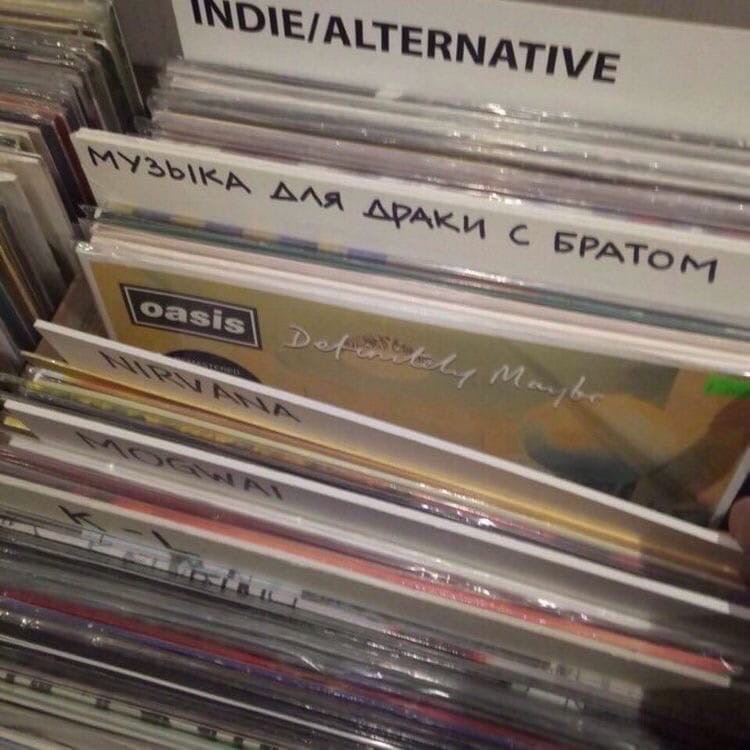 INDIE/ALTERNATIVE
МУЗЫКА ДЛЯ ДРАКИ С БРАТОМ
oasis
Definitely Maybe
NIRVANA
MOGWAI
K-L